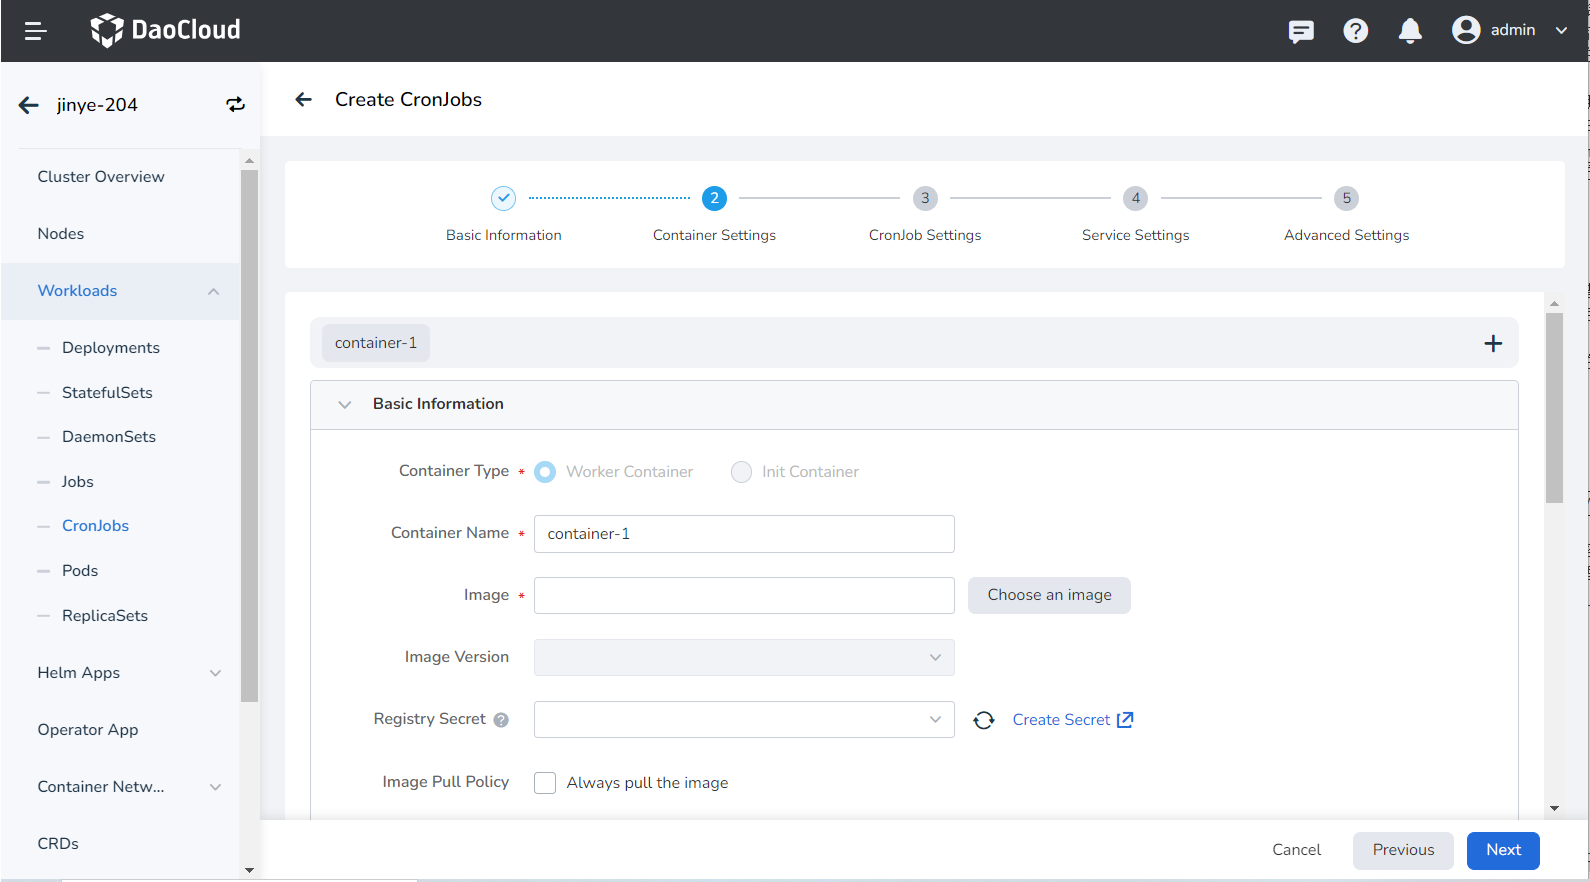 DaoCloud
admin
jinye-204
Create CronJobs
Cluster Overview
Nodes
Workloads
Deployments
StatefulSets
DaemonSets
Jobs
CronJobs
Pods
ReplicaSets
Helm Apps
Operator App
Container Netw...
CRDs
2 3 4 5
Basic Information Container Settings CronJob Settings Service Settings Advanced Settings
container-1
Basic Information
Container Type * Worker Container Init Container
Container Name * container-1
Image * Choose an image
Image Version
Registry Secret ? Create Secret
Image Pull Policy Always pull the image
Cancel Previous Next